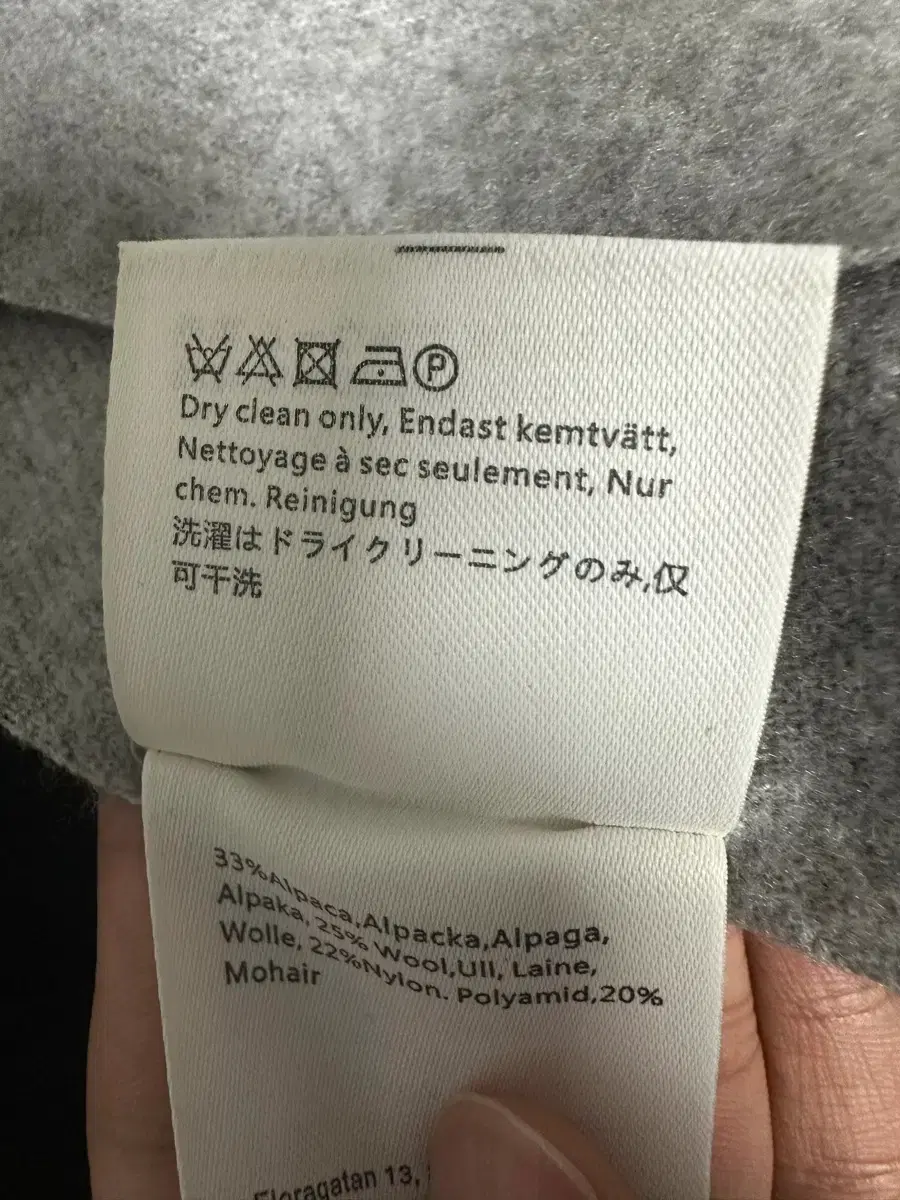 P
Dry clean only, Endast kemtvätt,
Nettoyage à sec seulement, Nur
chem. Reinigung
洗濯はドライクリーニングのみ,仅
可干洗
33%Alpaca,Alpacka,Alpaga,
Alpaka, 25% Wool,Ull, Laine,
Wolle, 22%Nylon. Polyamid,20%
Mohair
Floragatan 13,